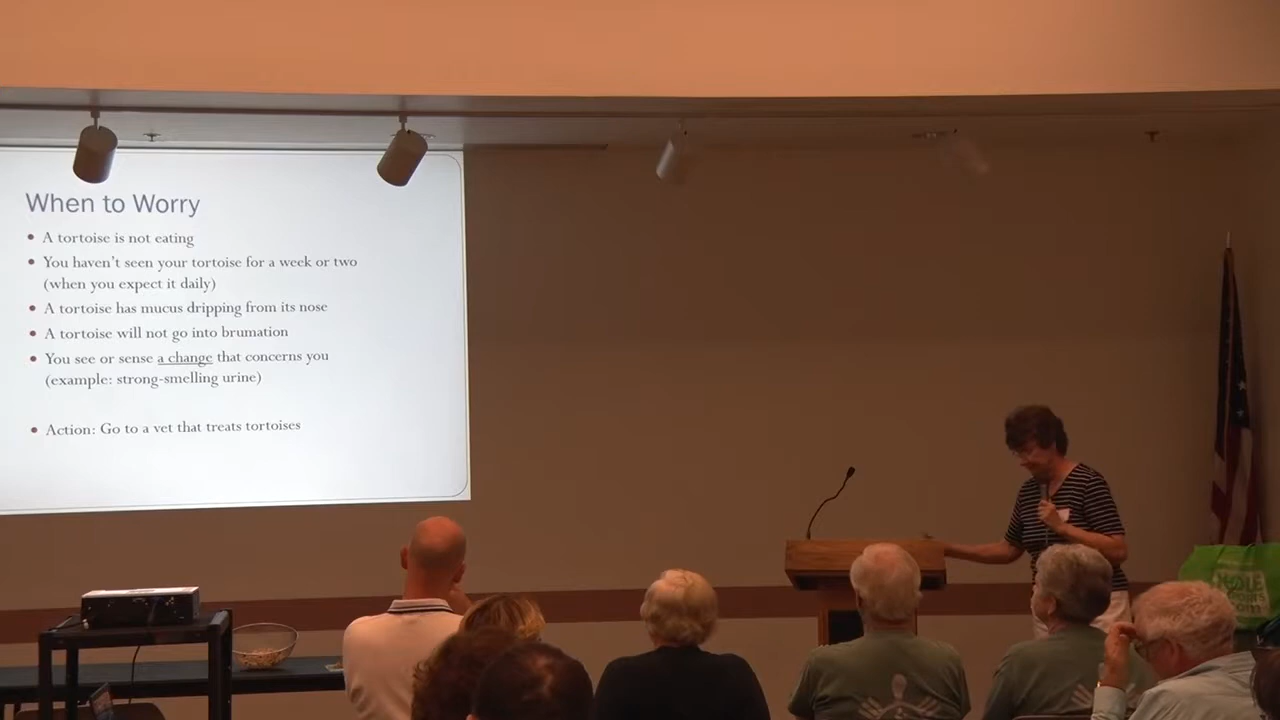 When to Worry
• A tortoise is not eating
• You haven't seen your tortoise for a week or two
(when you expect it daily)
• A tortoise has mucus dripping from its nose
• A tortoise will not go into brumation
• You see or sense a change that concerns you
(example: strong-smelling urine)
• Action: Go to a vet that treats tortoises